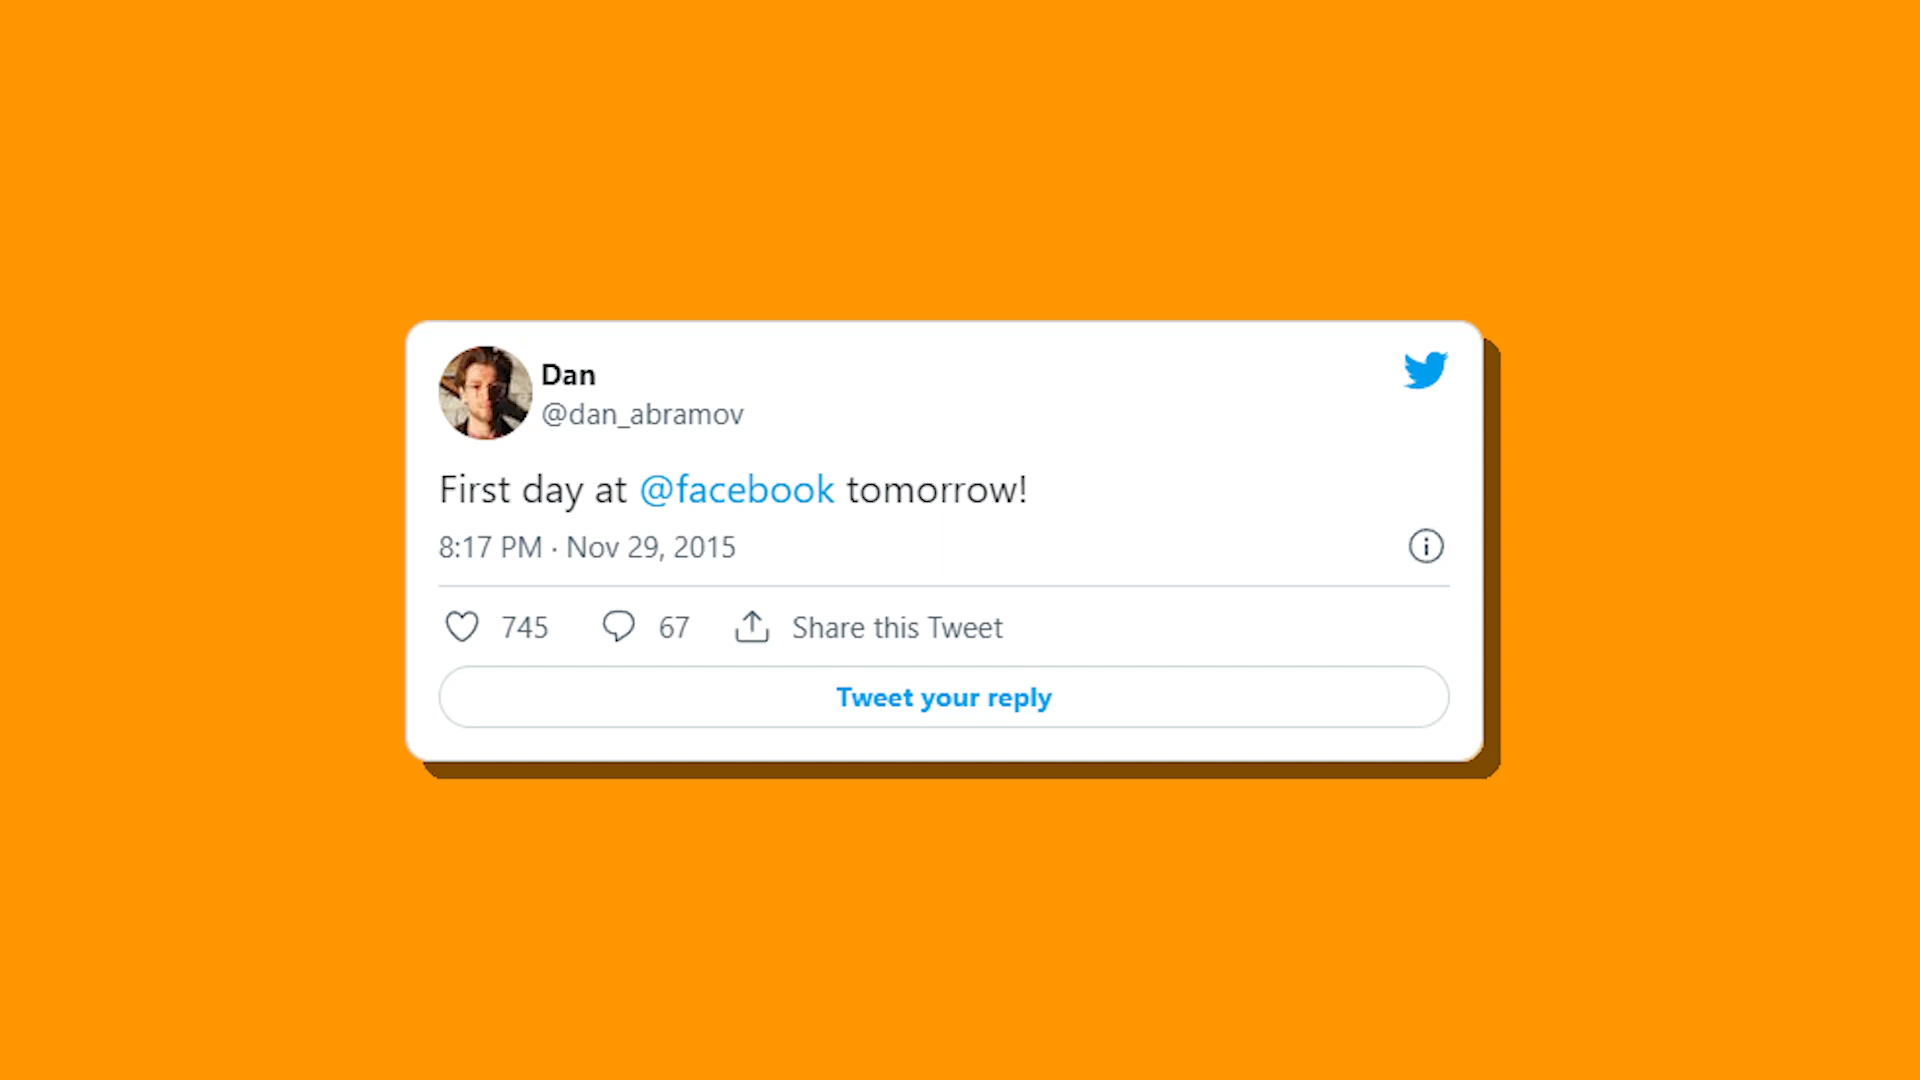 Dan
@dan_abramov
First day at @facebook tomorrow!
8:17 PM · Nov 29, 2015
745 67 Share this Tweet
Tweet your reply